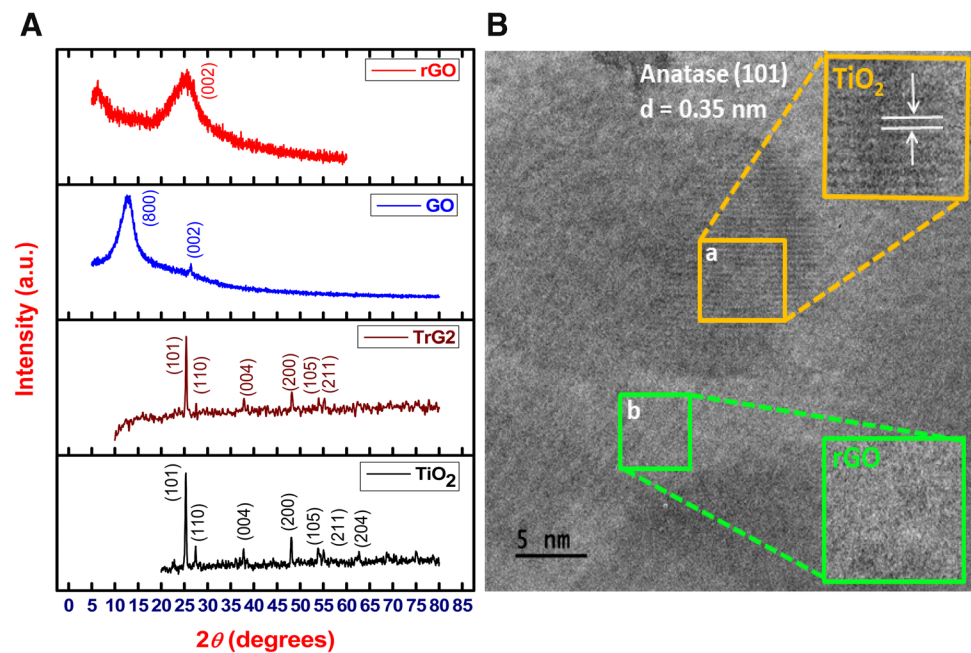 A
B
rGO
(002)
GO
(800)
(002)
TrG2
(101)
(110)
(004)
(200)
(105)
(211)
TiO2
(101)
(110)
(004)
(200)
(105)
(211)
(204)
Intensity (a.u.)
0 5 10 15 20 25 30 35 40 45 50 55 60 65 70 75 80 85
2θ (degrees)
Anatase (101)
d = 0.35 nm
TiO2
a
b
rGO
5 nm